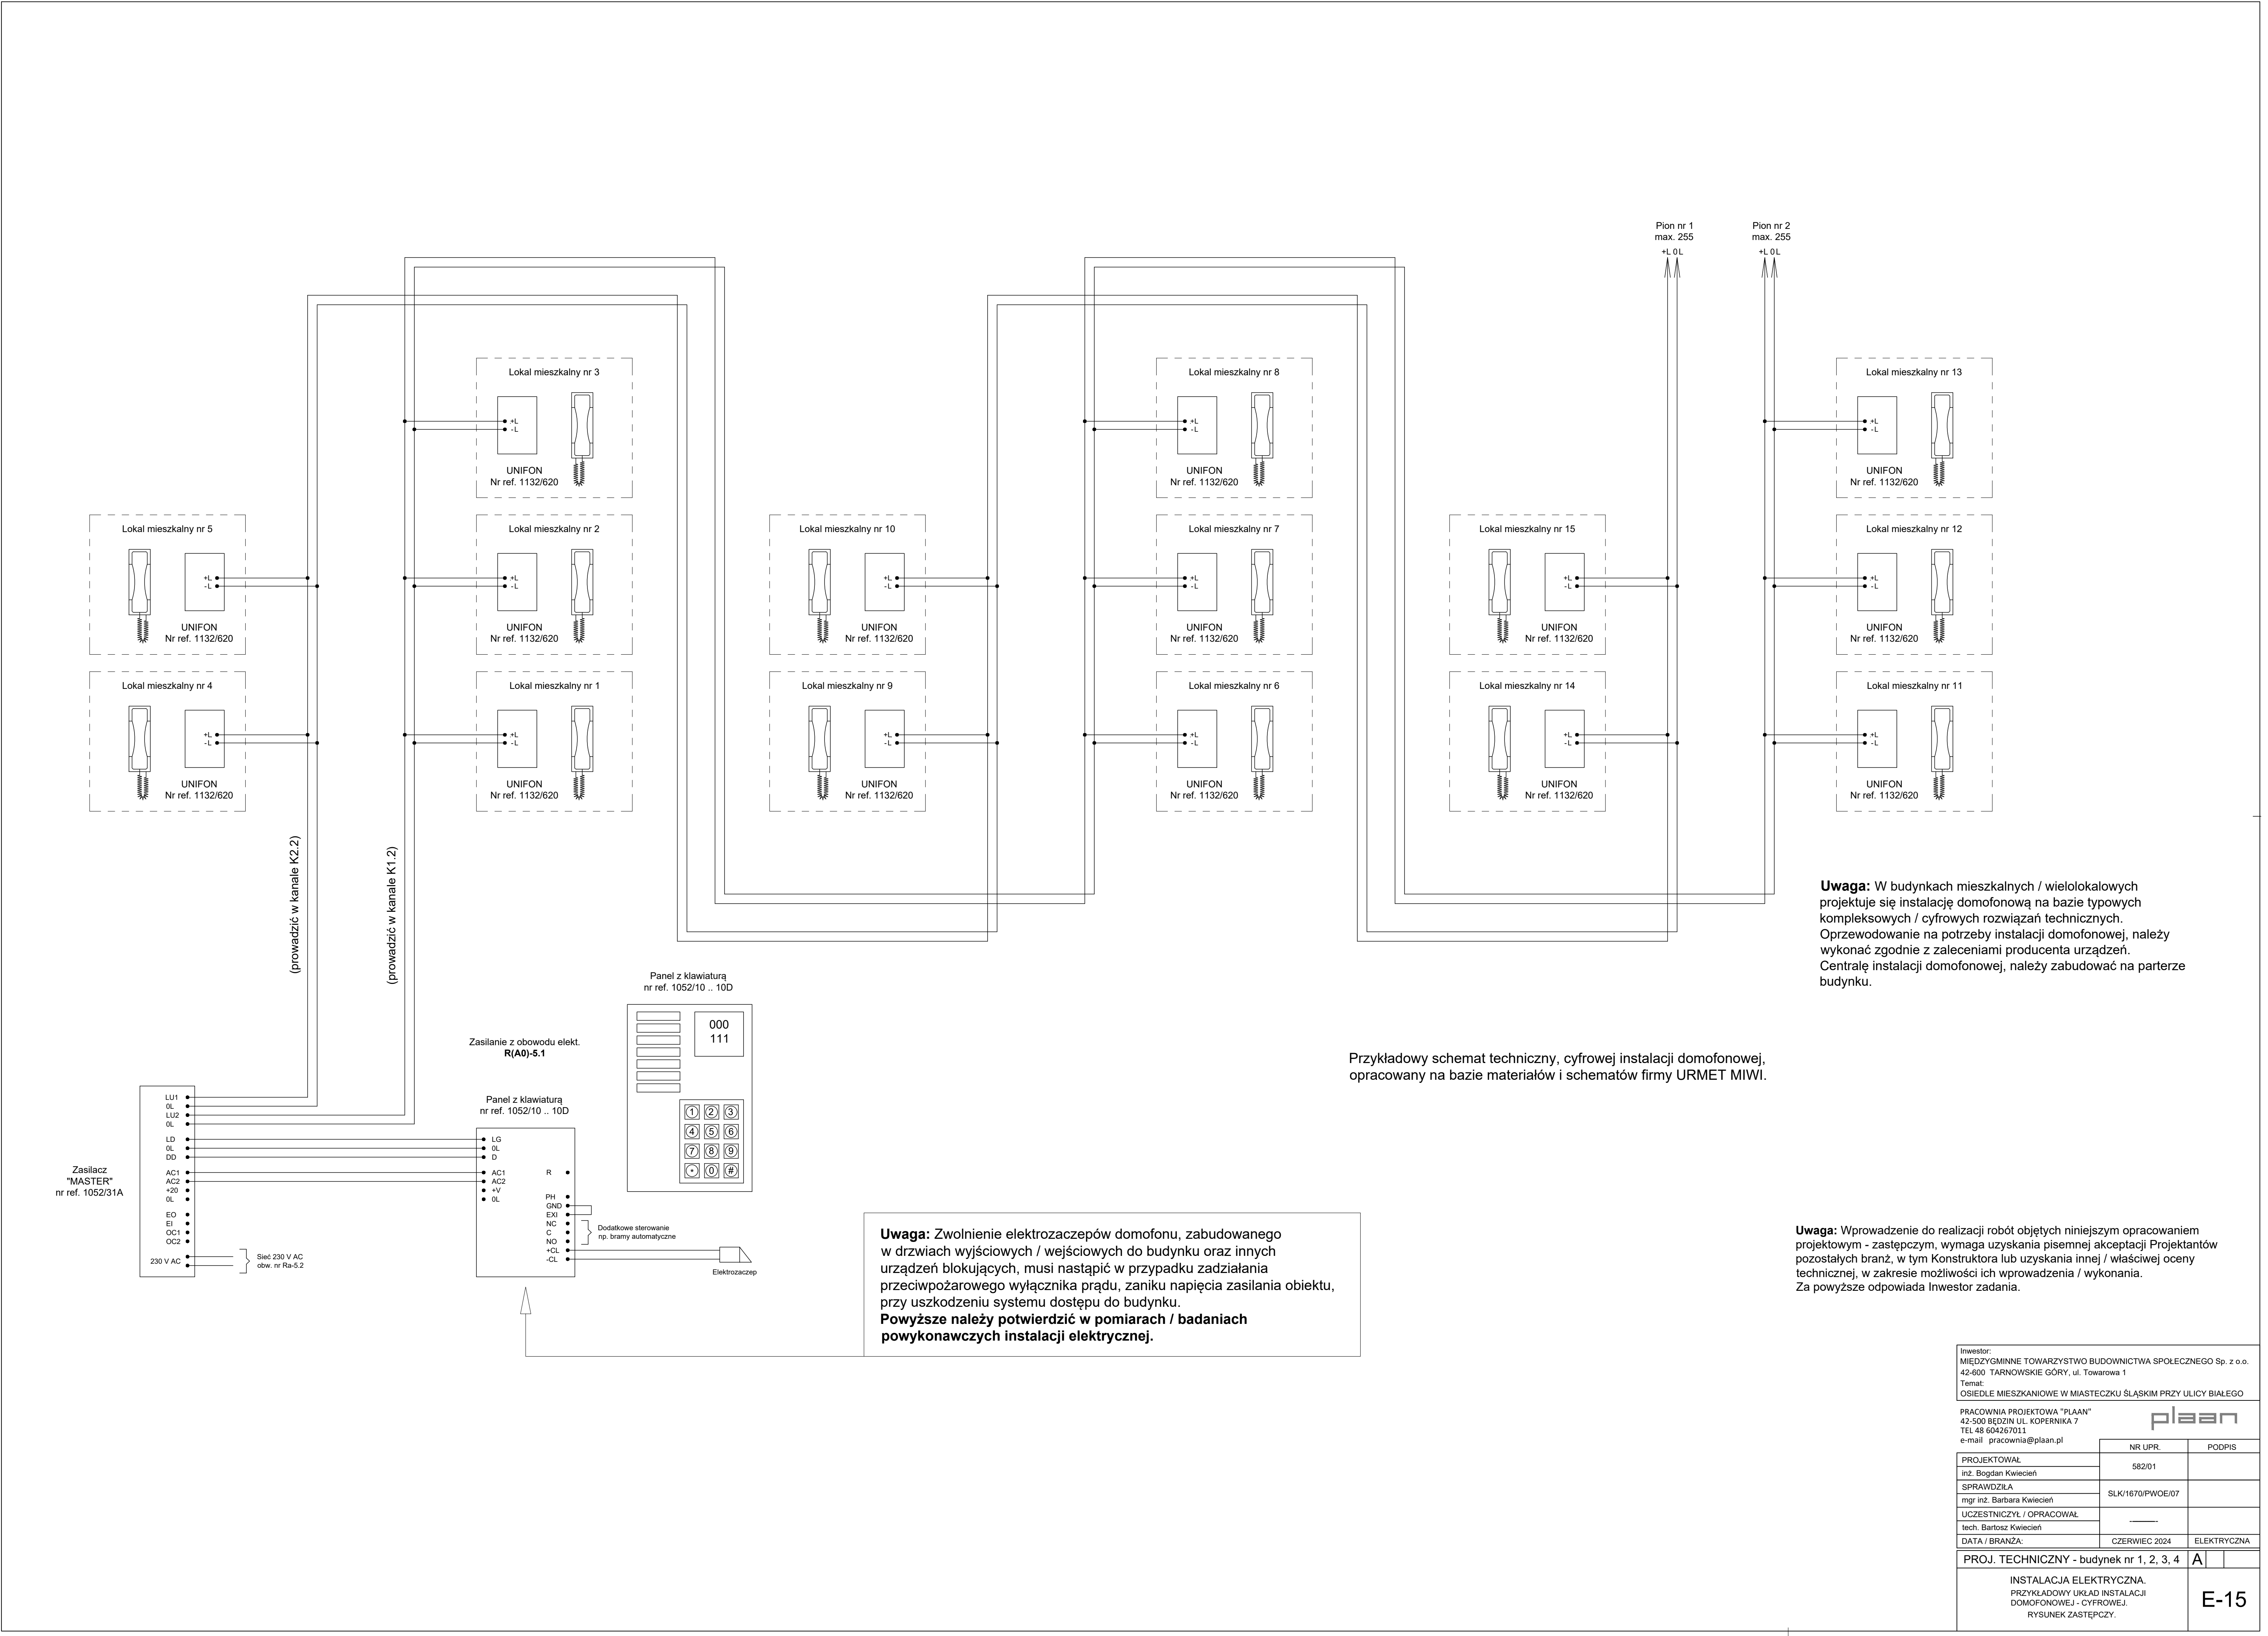 Pion nr 1
max. 255
+L 0 L
Pion nr 2
max. 255
+L 0 L
Lokal mieszkalny nr 3
+L
-L
UNIFON
Nr ref. 1132/620
Lokal mieszkalny nr 8
+L
-L
UNIFON
Nr ref. 1132/620
Lokal mieszkalny nr 13
+L
-L
UNIFON
Nr ref. 1132/620
Lokal mieszkalny nr 5
+L
-L
UNIFON
Nr ref. 1132/620
Lokal mieszkalny nr 2
+L
-L
UNIFON
Nr ref. 1132/620
Lokal mieszkalny nr 10
+L
-L
UNIFON
Nr ref. 1132/620
Lokal mieszkalny nr 7
+L
-L
UNIFON
Nr ref. 1132/620
Lokal mieszkalny nr 15
+L
-L
UNIFON
Nr ref. 1132/620
Lokal mieszkalny nr 12
+L
-L
UNIFON
Nr ref. 1132/620
Lokal mieszkalny nr 4
+L
-L
UNIFON
Nr ref. 1132/620
Lokal mieszkalny nr 1
+L
-L
UNIFON
Nr ref. 1132/620
Lokal mieszkalny nr 9
+L
-L
UNIFON
Nr ref. 1132/620
Lokal mieszkalny nr 6
+L
-L
UNIFON
Nr ref. 1132/620
Lokal mieszkalny nr 14
+L
-L
UNIFON
Nr ref. 1132/620
Lokal mieszkalny nr 11
+L
-L
UNIFON
Nr ref. 1132/620
(prowadzić w kanale K2.2)
(prowadzić w kanale K1.2)
Uwaga: W budynkach mieszkalnych / wielolokalowych
projektuje się instalację domofonową na bazie typowych
kompleksowych / cyfrowych rozwiązań technicznych.
Oprzewodowanie na potrzeby instalacji domofonowej, należy
wykonać zgodnie z zaleceniami producenta urządzeń.
Centralę instalacji domofonowej, należy zabudować na parterze
budynku.
Panel z klawiaturą
nr ref. 1052/10 .. 10D
000
111
1 2 3
4 5 6
7 8 9
* 0 #
Zasilanie z obowodu elekt.
R(A0)-5.1
Przykładowy schemat techniczny, cyfrowej instalacji domofonowej,
opracowany na bazie materiałów i schematów firmy URMET MIWI.
Zasilacz
"MASTER"
nr ref. 1052/31A
LU1
0L
LU2
0L
LD
0L
DD
AC1
AC2
+20
0L
EO
EI
OC1
OC2
230 V AC
Sieć 230 V AC
obw. nr Ra-5.2
Panel z klawiaturą
nr ref. 1052/10 .. 10D
LG
0L
D
AC1
AC2
+V
0L
R
PH
GND
EXI
NC
C
NO
+CL
-CL
Dodatkowe sterowanie
np. bramy automatyczne
Elektrozaczep
Uwaga: Zwolnienie elektrozaczepów domofonu, zabudowanego
w drzwiach wyjściowych / wejściowych do budynku oraz innych
urządzeń blokujących, musi nastąpić w przypadku zadziałania
przeciwpożarowego wyłącznika prądu, zaniku napięcia zasilania obiektu,
przy uszkodzeniu systemu dostępu do budynku.
Powyższe należy potwierdzić w pomiarach / badaniach
powykonawczych instalacji elektrycznej.
Uwaga: Wprowadzenie do realizacji robót objętych niniejszym opracowaniem
projektowym - zastępczym, wymaga uzyskania pisemnej akceptacji Projektantów
pozostałych branż, w tym Konstruktora lub uzyskania innej / właściwej oceny
technicznej, w zakresie możliwości ich wprowadzenia / wykonania.
Za powyższe odpowiada Inwestor zadania.
Inwestor:
MIĘDZYGMINNE TOWARZYSTWO BUDOWNICTWA SPOŁECZNEGO Sp. z o.o.
42-600 TARNOWSKIE GÓRY, ul. Towarowa 1
Temat:
OSIEDLE MIESZKANIOWE W MIASTECZKU ŚLĄSKIM PRZY ULICY BIAŁEGO
PRACOWNIA PROJEKTOWA "PLAAN"
42-500 BĘDZIN UL. KOPERNIKA 7
TEL 48 604267011
e-mail pracownia@plaan.pl
plaan
NR UPR. PODPIS
PROJEKTOWAŁ
inż. Bogdan Kwiecień
582/01
SPRAWDZIŁA
mgr inż. Barbara Kwiecień
SLK/1670/PWOE/07
UCZESTNICZYŁ / OPRACOWAŁ
tech. Bartosz Kwiecień
DATA / BRANŻA: CZERWIEC 2024 ELEKTRYCZNA
PROJ. TECHNICZNY - budynek nr 1, 2, 3, 4 A
INSTALACJA ELEKTRYCZNA.
PRZYKŁADOWY UKŁAD INSTALACJI
DOMOFONOWEJ - CYFROWEJ.
RYSUNEK ZASTĘPCZY.
E-15